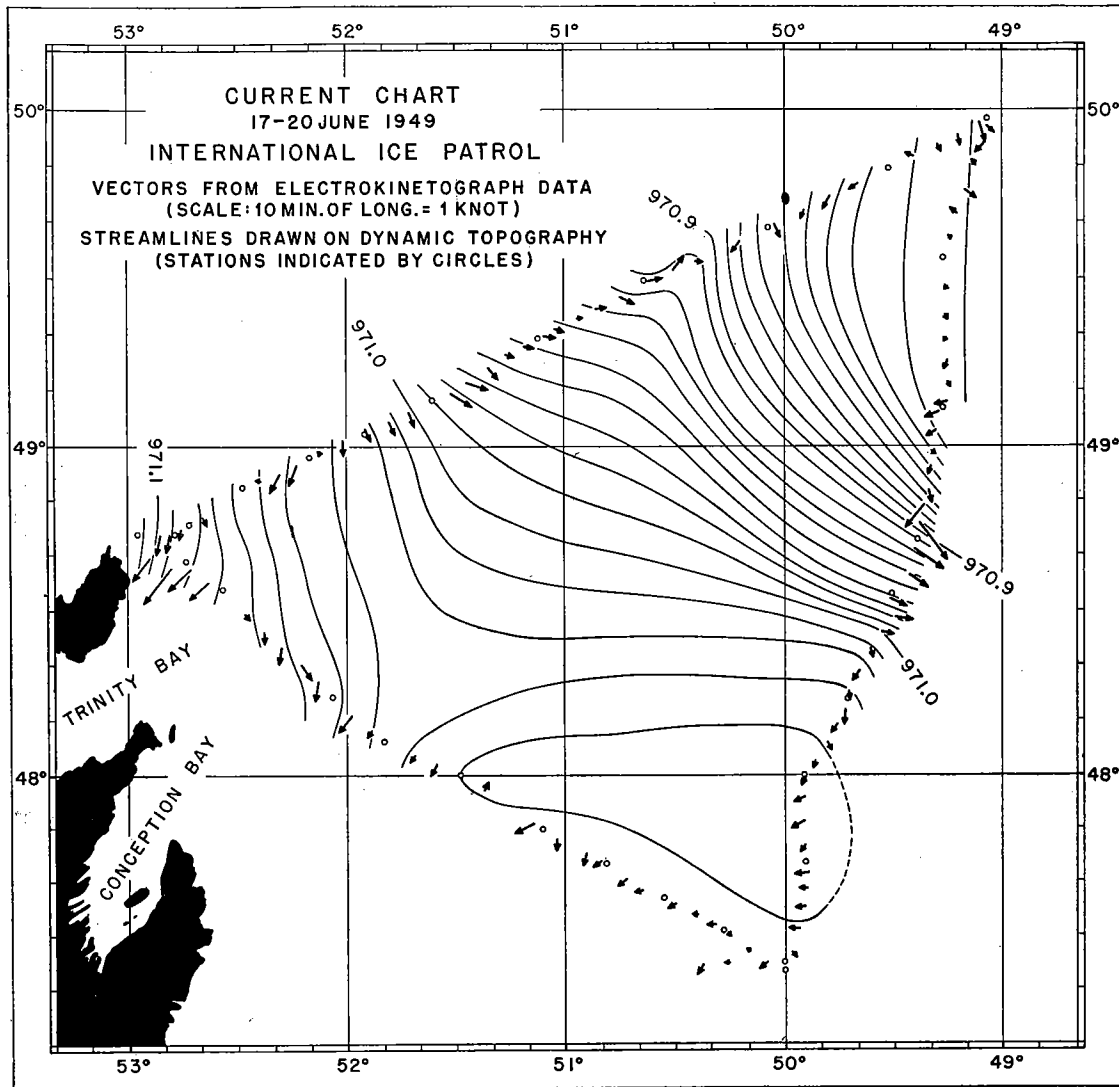 53° 52° 51° 50° 49°
50° 50°
CURRENT CHART
17-20 JUNE 1949
INTERNATIONAL ICE PATROL
VECTORS FROM ELECTROKINETOGRAPH DATA
(SCALE: 10 MIN. OF LONG. = 1 KNOT)
STREAMLINES DRAWN ON DYNAMIC TOPOGRAPHY
(STATIONS INDICATED BY CIRCLES)
970.9
971.0
49° 49°
971.1
970.9
971.0
TRINITY BAY
48° 48°
CONCEPTION BAY
53° 52° 51° 50° 49°